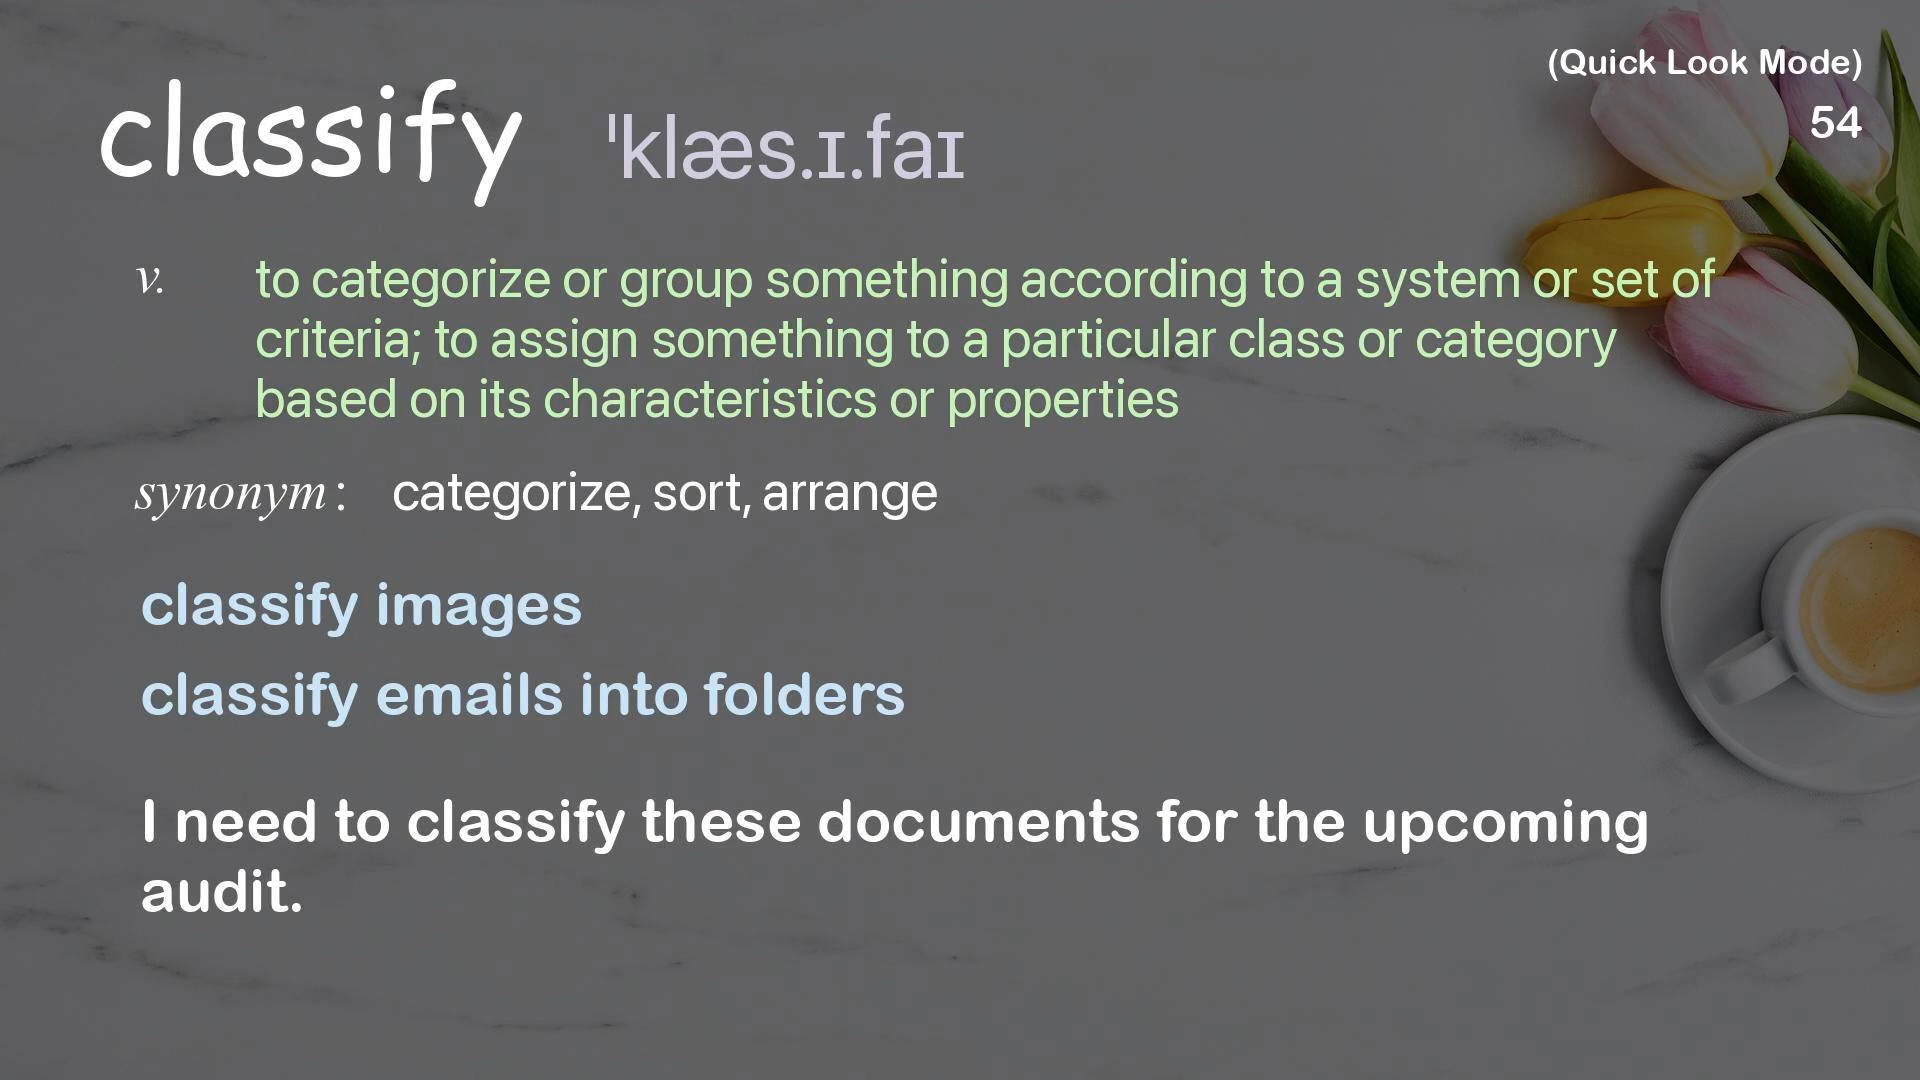 (Quick Look Mode)
54
classify ˈklæs.ɪ.faɪ
v. to categorize or group something according to a system or set of
criteria; to assign something to a particular class or category
based on its characteristics or properties
synonym: categorize, sort, arrange
classify images
classify emails into folders
I need to classify these documents for the upcoming
audit.